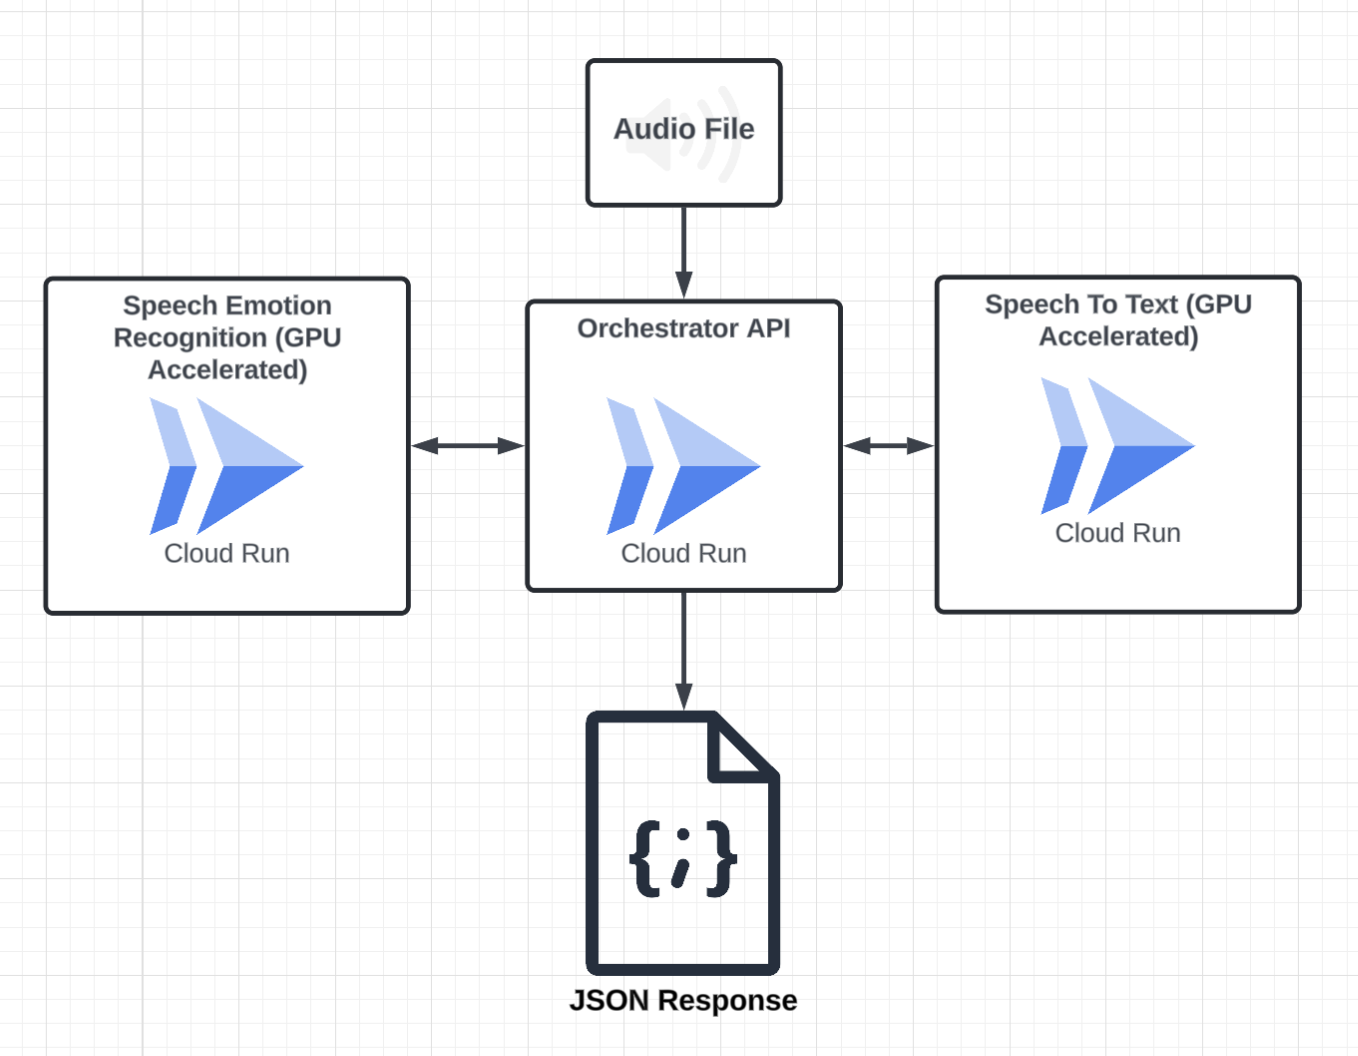 Audio File
Speech Emotion
Recognition (GPU
Accelerated)
Cloud Run
Orchestrator API
Cloud Run
Speech To Text (GPU
Accelerated)
Cloud Run
{;}
JSON Response